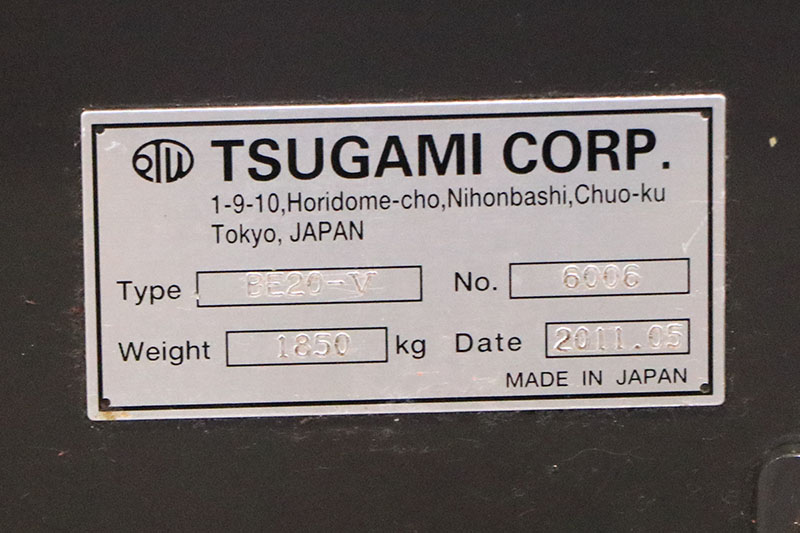 PTW TSUGAMI CORP.
1-9-10,Horidome-cho,Nihonbashi,Chuo-ku
Tokyo, JAPAN
Type BE20-V No. 6006
Weight 1850 kg Date 2011.05
MADE IN JAPAN